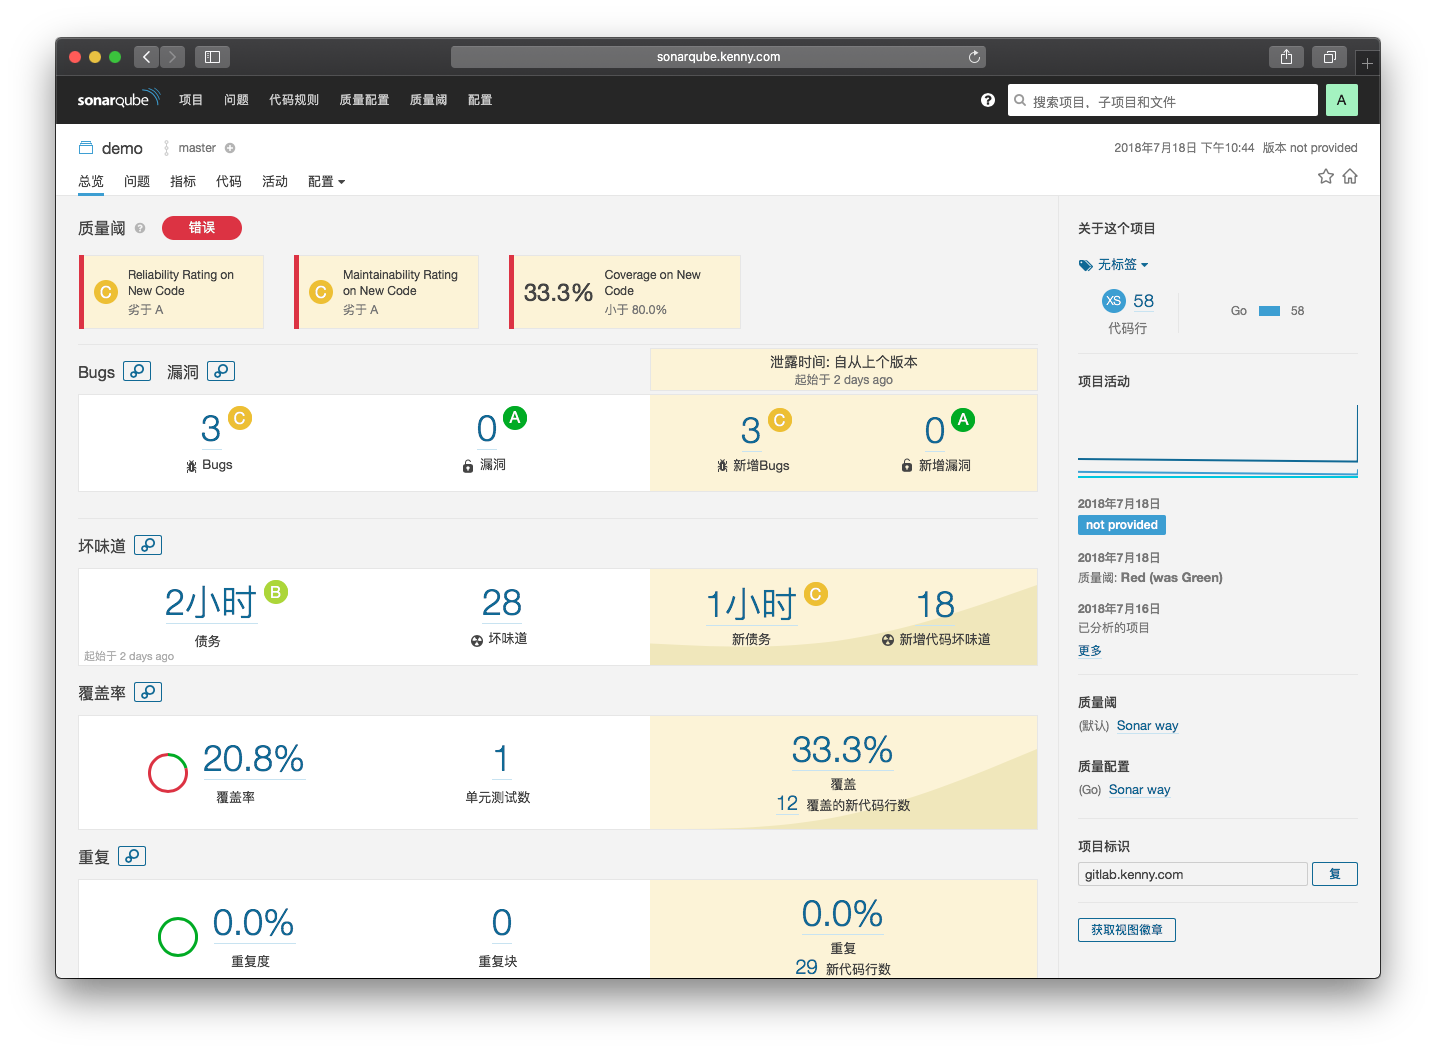 sonarqube.kenny.com
sonarqube 项目 问题 代码规则 质量配置 质量阈 配置
? 搜索项目，子项目和文件 A
demo master
2018年7月18日 下午10:44 版本 not provided
总览 问题 指标 代码 活动 配置
质量阈 ? 错误
C Reliability Rating on
New Code
劣于 A
C Maintainability Rating
on New Code
劣于 A
33.3% Coverage on New
Code
小于 80.0%
Bugs 漏洞
泄露时间: 自从上个版本
起始于 2 days ago
3 C
Bugs
0 A
漏洞
3 C
新增Bugs
0 A
新增漏洞
坏味道
2小时 B
债务
起始于 2 days ago
28
坏味道
1小时 C
新债务
18
新增代码坏味道
覆盖率
20.8%
覆盖率
1
单元测试数
33.3%
覆盖
12 覆盖的新代码行数
重复
0.0%
重复度
0
重复块
0.0%
重复
29 新代码行数
关于这个项目
无标签
XS 58
代码行
Go 58
项目活动
2018年7月18日
not provided
2018年7月18日
质量阈: Red (was Green)
2018年7月16日
已分析的项目
更多
质量阈
(默认) Sonar way
质量配置
(Go) Sonar way
项目标识
gitlab.kenny.com 复
获取视图徽章